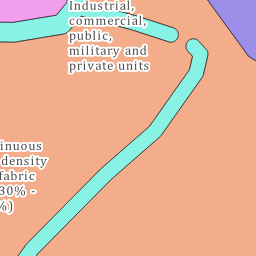 Industrial,
commercial,
public,
military and
private units
inuous
density
fabric
30% -
%)